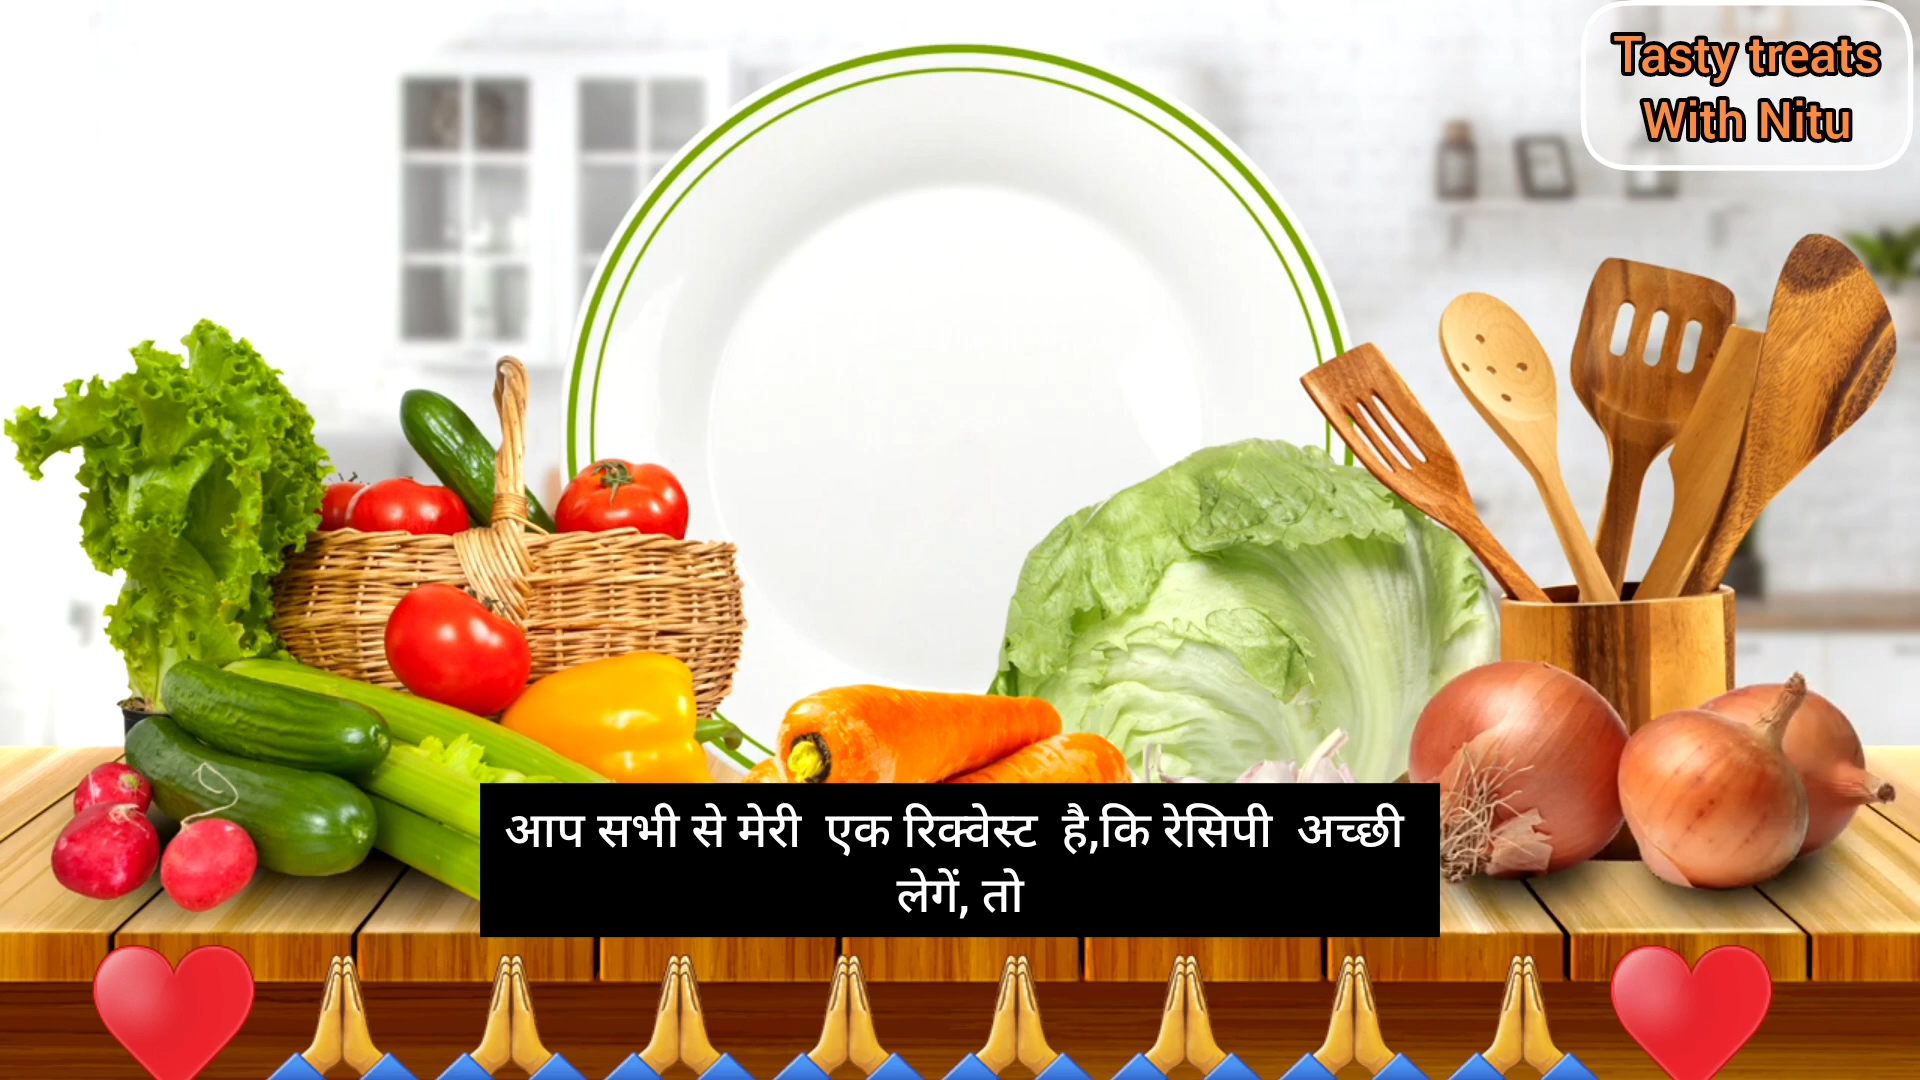 Tasty treats
With Nitu
आप सभी से मेरी  एक रिक्वेस्ट  है,कि रेसिपी  अच्छी
लेगें, तो